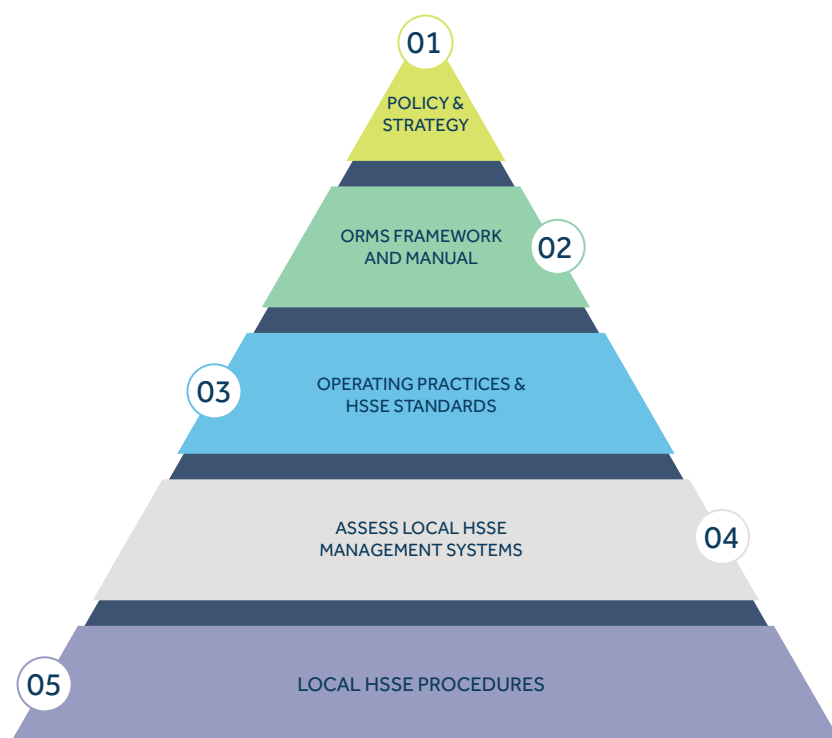 01
POLICY &
STRATEGY
ORMS FRAMEWORK
AND MANUAL
02
03
OPERATING PRACTICES &
HSSE STANDARDS
ASSESS LOCAL HSSE
MANAGEMENT SYSTEMS
04
05
LOCAL HSSE PROCEDURES